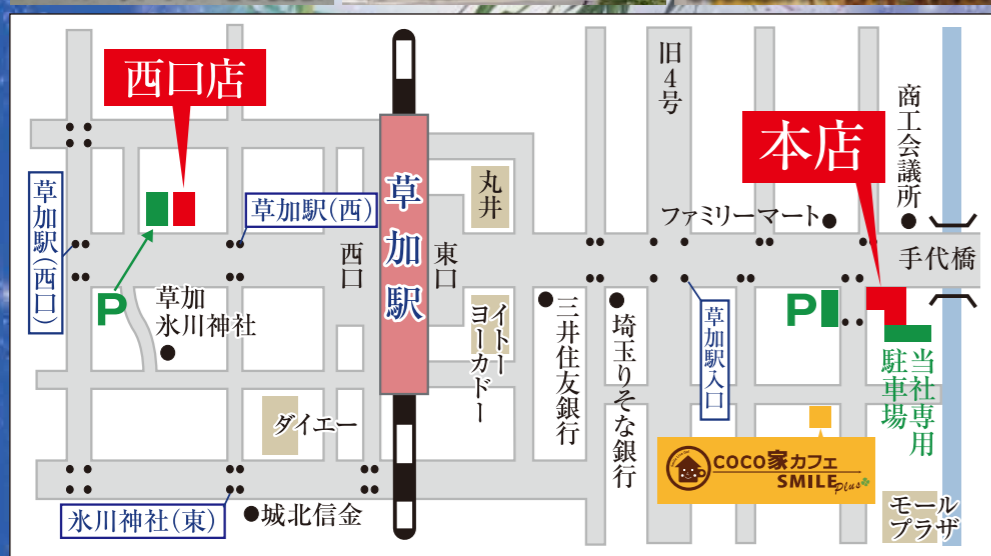 西口店
草加駅(西口)
草加駅(西)
P
草加
氷川神社
西口
草加駅
東口
丸井
イトー
ヨーカドー
ダイエー
氷川神社(東)
城北信金
旧4号
三井住友銀行
埼玉りそな銀行
草加駅入口
ファミリーマート
本店
商工会議所
手代橋
P
当社専用
駐車場
COCO家カフェ
SMILE Plus
モール
プラザ